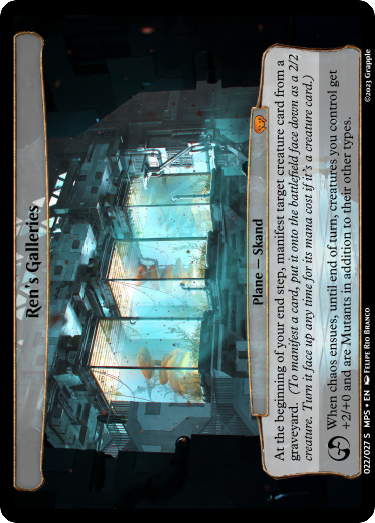 Ren's Galleries
Plane — Skand
At the beginning of your end step, manifest target creature card from a
graveyard. (To manifest a card, put it onto the battlefield face down as a 2/2
creature. Turn it face up any time for its mana cost if it's a creature card.)
When chaos ensues, until end of turn, creatures you control get
+2/+0 and are Mutants in addition to their other types.
022/027 S MPS • EN Felipe Rio Branco
©2023 Grapple